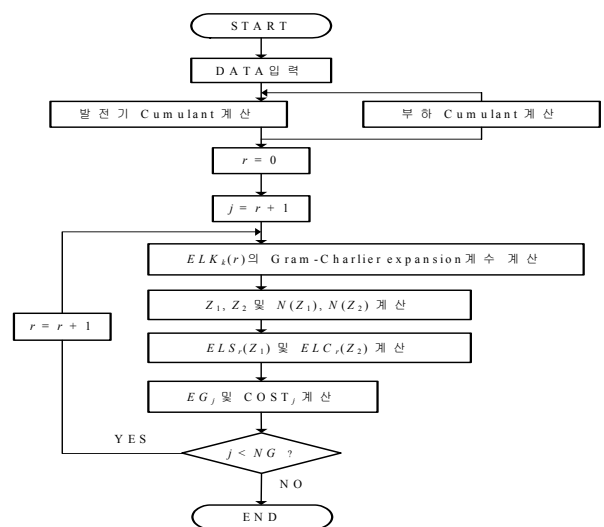 START
DATA입력
발전기 Cumulant 계산
부하 Cumulant 계산
r = 0
j = r + 1
ELKₖ(r)의 Gram-Charlier expansion계수 계산
Z₁, Z₂ 및 N(Z₁), N(Z₂) 계산
r = r + 1
ELSᵣ(Z₁) 및 ELCᵣ(Z₂) 계산
EGⱼ 및 COSTⱼ 계산
YES
j < NG ?
NO
END